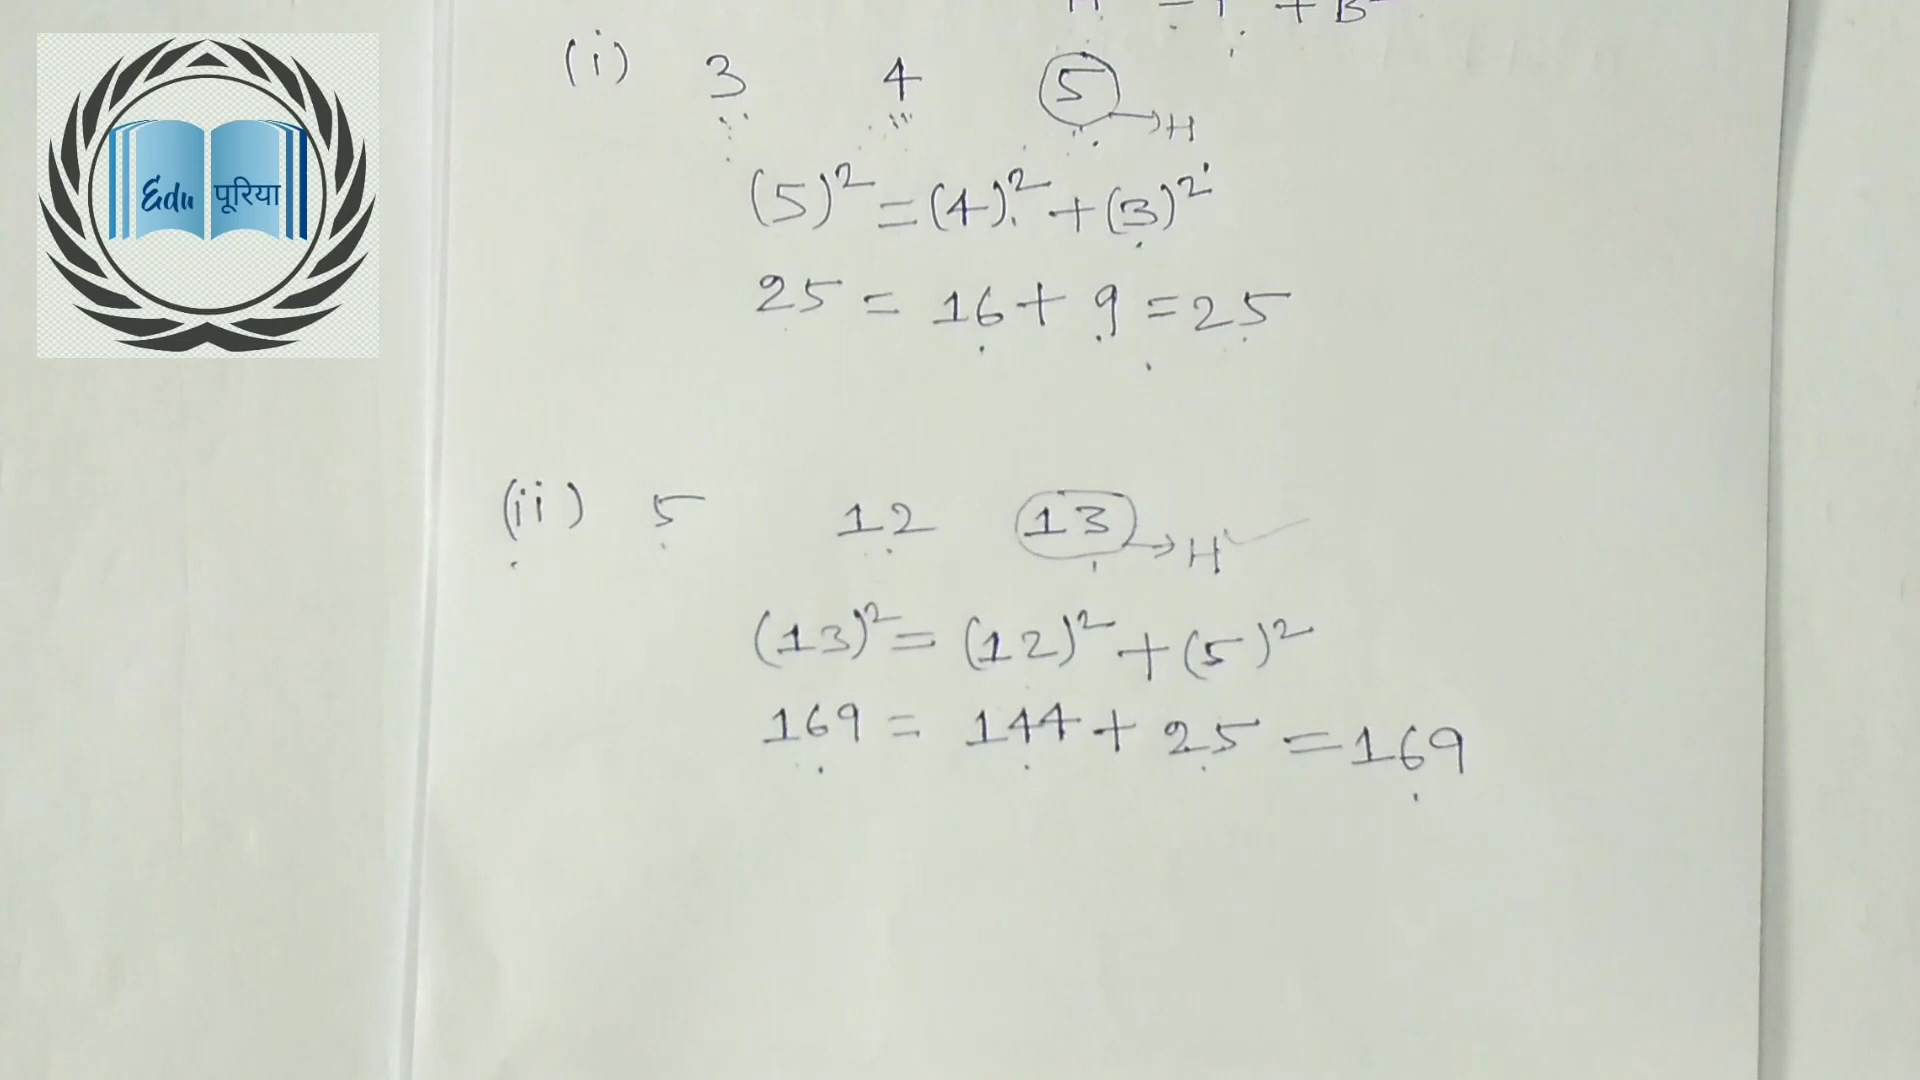 (i) 3 4 5 → H
(5)² = (4)² + (3)²
25 = 16 + 9 = 25
(ii) 5 12 13 → H
(13)² = (12)² + (5)²
169 = 144 + 25 = 169
Edu पूरिया